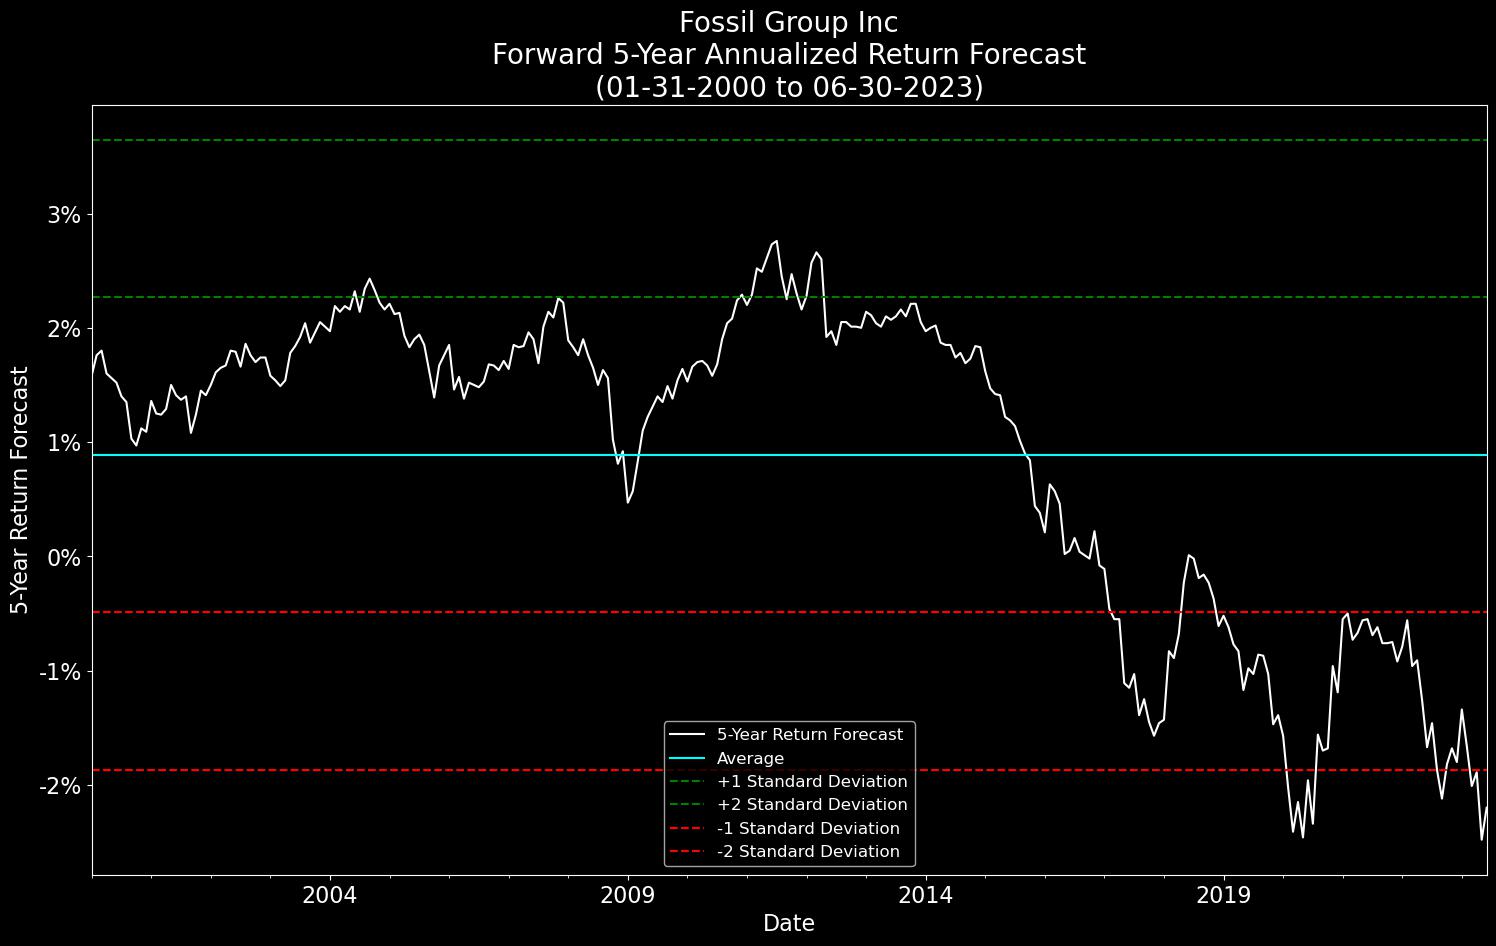 Fossil Group Inc
Forward 5-Year Annualized Return Forecast
(01-31-2000 to 06-30-2023)
5-Year Return Forecast
3%
2%
1%
0%
-1%
-2%
5-Year Return Forecast
Average
+1 Standard Deviation
+2 Standard Deviation
-1 Standard Deviation
-2 Standard Deviation
2004
2009
2014
2019
Date